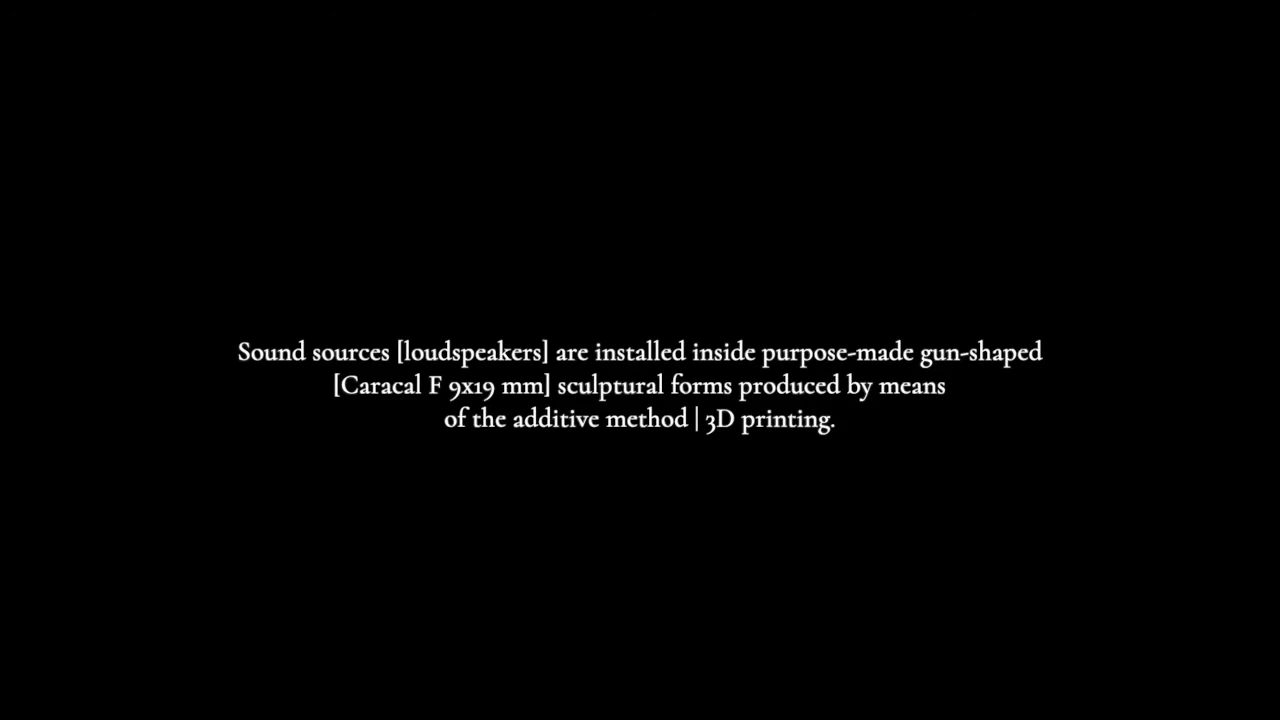 Sound sources [loudspeakers] are installed inside purpose-made gun-shaped
[Caracal F 9x19 mm] sculptural forms produced by means
of the additive method | 3D printing.